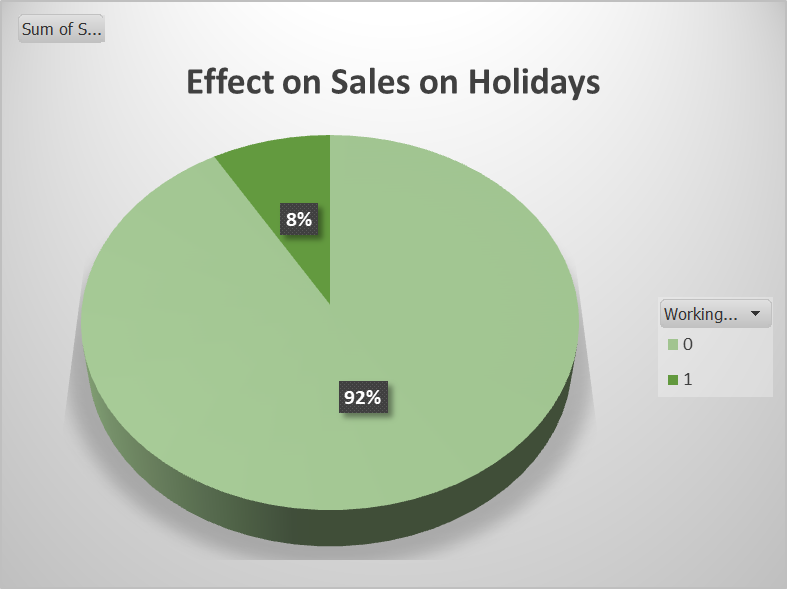 Sum of S...
Effect on Sales on Holidays
8%
92%
Working...
0
1